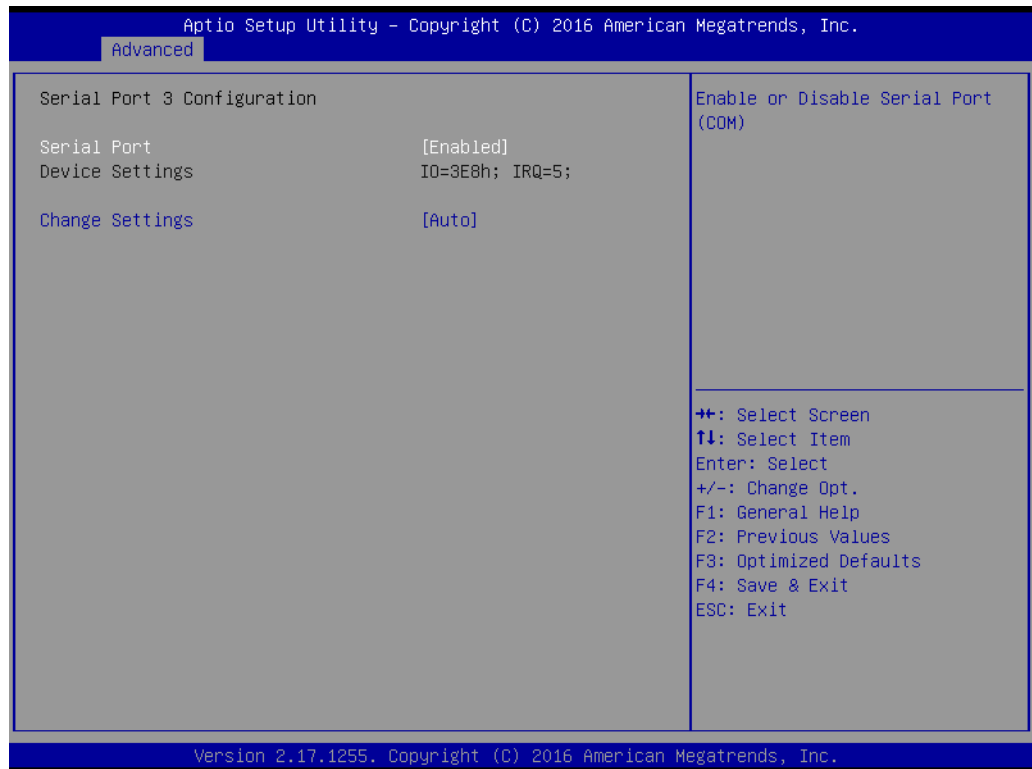 Aptio Setup Utility – Copyright (C) 2016 American Megatrends, Inc.
Advanced
Serial Port 3 Configuration
Serial Port [Enabled]
Device Settings IO=3E8h; IRQ=5;
Change Settings [Auto]
Enable or Disable Serial Port
(COM)
→←: Select Screen
↑↓: Select Item
Enter: Select
+/-: Change Opt.
F1: General Help
F2: Previous Values
F3: Optimized Defaults
F4: Save & Exit
ESC: Exit
Version 2.17.1255. Copyright (C) 2016 American Megatrends, Inc.